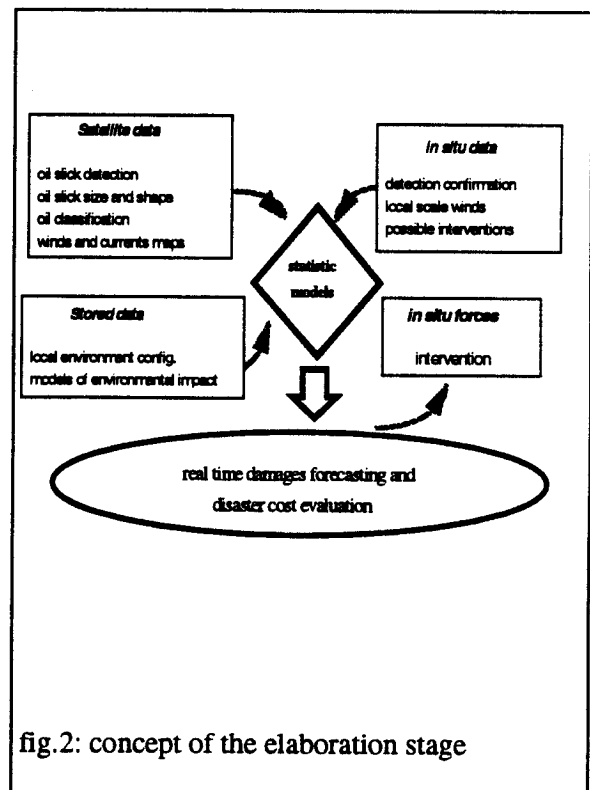 Satellite data
oil slick detection
oil slick size and shape
oil classification
winds and currents maps
in situ data
detection confirmation
local scale winds
possible interventions
statistic
models
Stored data
local environment config.
models of environmental impact
in situ forces
intervention
real time damages forecasting and
disaster cost evaluation
fig.2: concept of the elaboration stage